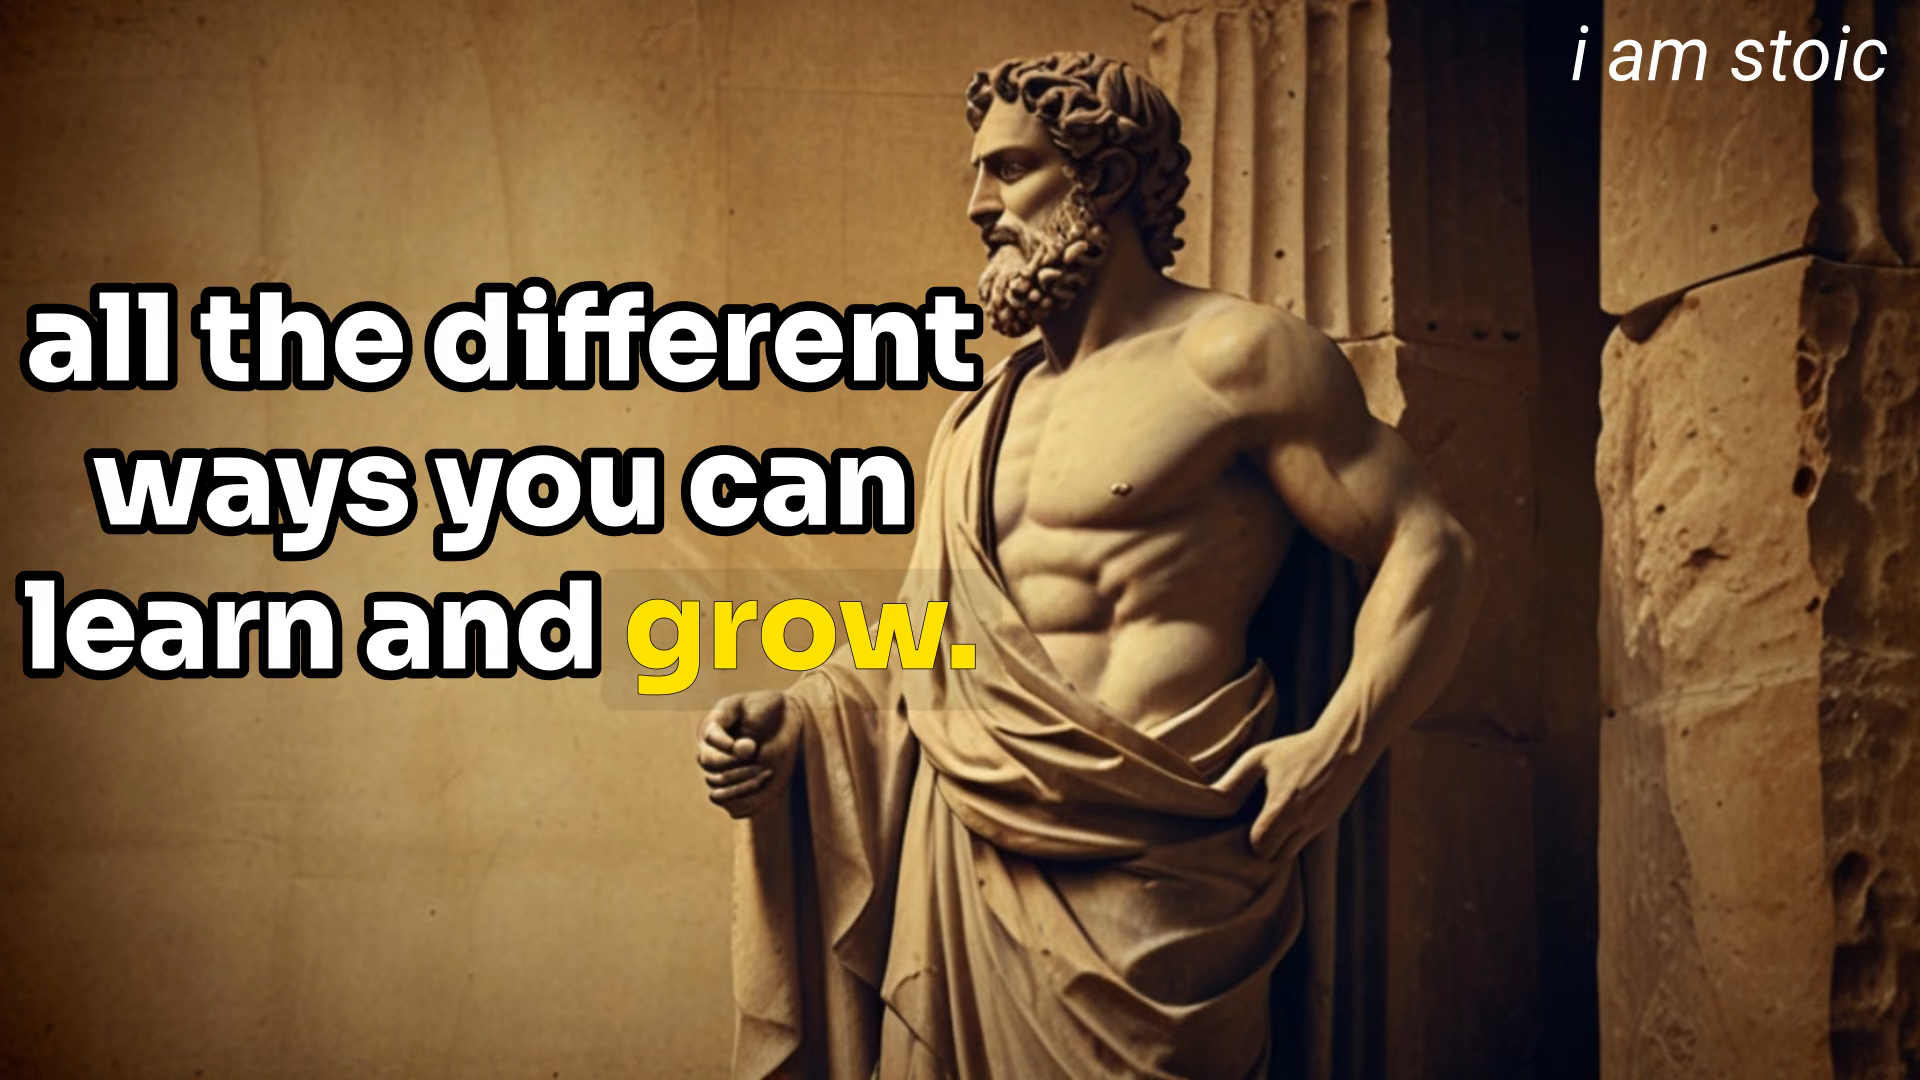 i am stoic
all the different
ways you can
learn and grow.